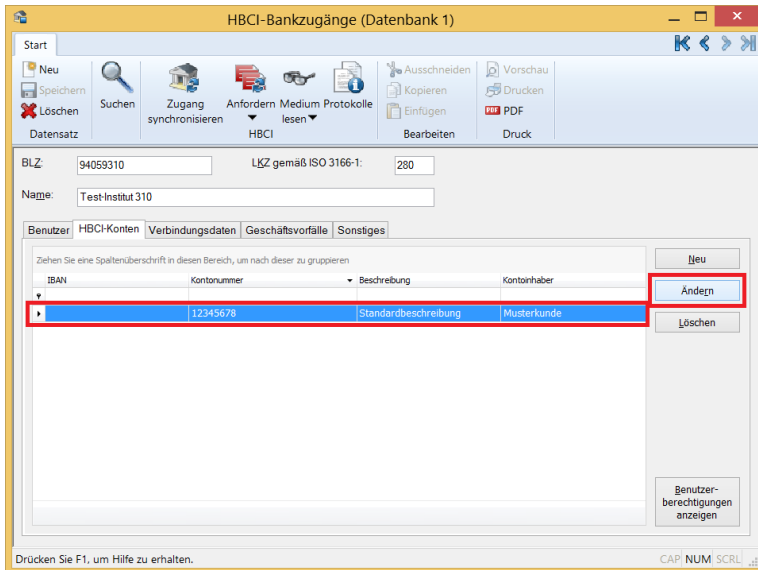 HBCI-Bankzugänge (Datenbank 1)
Start
Neu
Speichern
Löschen
Datensatz
Suchen
Zugang synchronisieren
Anfordern
Medium lesen
Protokolle
HBCI
Ausschneiden
Kopieren
Einfügen
Bearbeiten
Vorschau
Drucken
PDF PDF
Druck
BLZ: 94059310 LKZ gemäß ISO 3166-1: 280
Name: Test-Institut 310
Benutzer HBCI-Konten Verbindungsdaten Geschäftsvorfälle Sonstiges
Ziehen Sie eine Spaltenüberschrift in diesen Bereich, um nach dieser zu gruppieren
IBAN Kontonummer Beschreibung Kontoinhaber
12345678 Standardbeschreibung Musterkunde
Neu
Ändern
Löschen
Benutzer-
berechtigungen
anzeigen
Drücken Sie F1, um Hilfe zu erhalten. CAP NUM SCRL